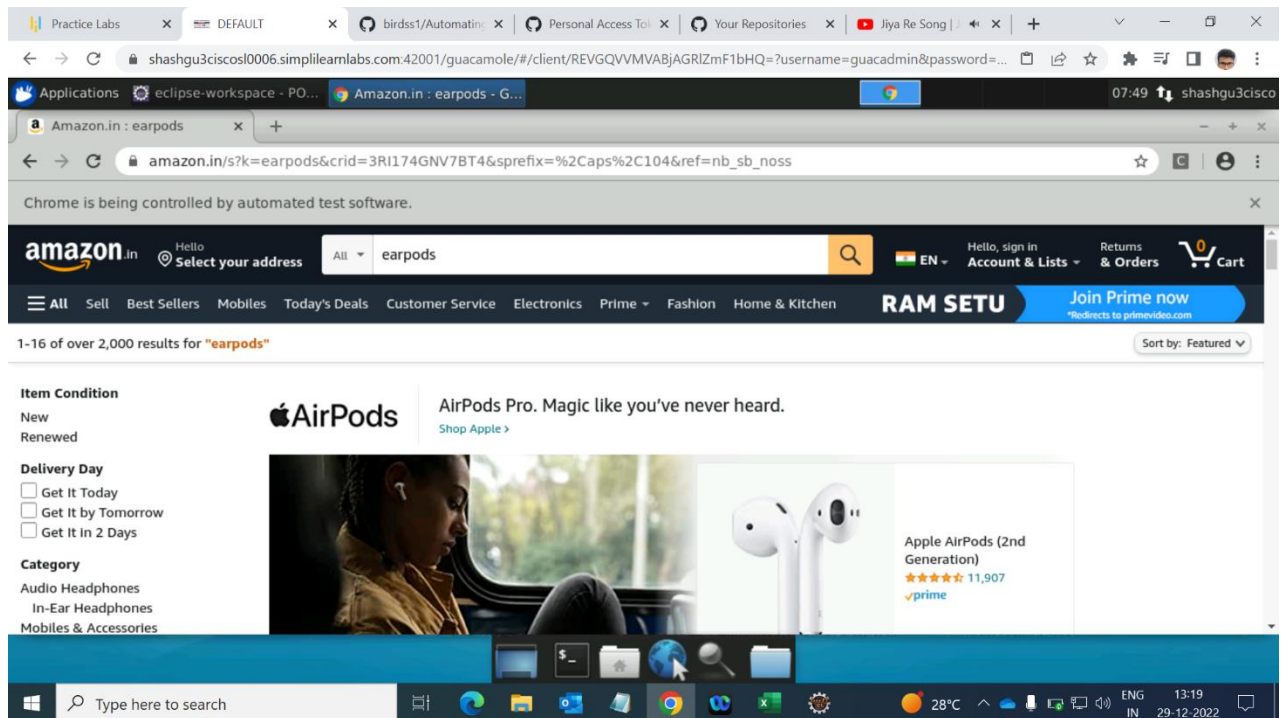 Practice Labs
DEFAULT
birdss1/Automating
Personal Access Tok
Your Repositories
Jiya Re Song | J
shashgu3ciscosl0006.simplilearnlabs.com:42001/guacamole/#/client/REVGQVVMVABjAGRlZmF1bHQ=?username=guacadmin&password=...
Applications eclipse-workspace - PO... Amazon.in : earpods - G... 07:49 shashgu3cisco
Amazon.in : earpods
amazon.in/s?k=earpods&crid=3RI174GNV7BT4&sprefix=%2Caps%2C104&ref=nb_sb_noss
Chrome is being controlled by automated test software.
amazon.in
Hello
Select your address
All
earpods
EN
Hello, sign in
Account & Lists
Returns
& Orders
0
Cart
All Sell Best Sellers Mobiles Today's Deals Customer Service Electronics Prime Fashion Home & Kitchen
RAM SETU
Join Prime now
*Redirects to primevideo.com
1-16 of over 2,000 results for "earpods"
Sort by: Featured
Item Condition
New
Renewed
Delivery Day
Get It Today
Get It by Tomorrow
Get It in 2 Days
Category
Audio Headphones
In-Ear Headphones
Mobiles & Accessories
AirPods
AirPods Pro. Magic like you've never heard.
Shop Apple ›
Apple AirPods (2nd
Generation)
11,907
prime
$_
Type here to search
28°C
ENG
IN
13:19
29-12-2022